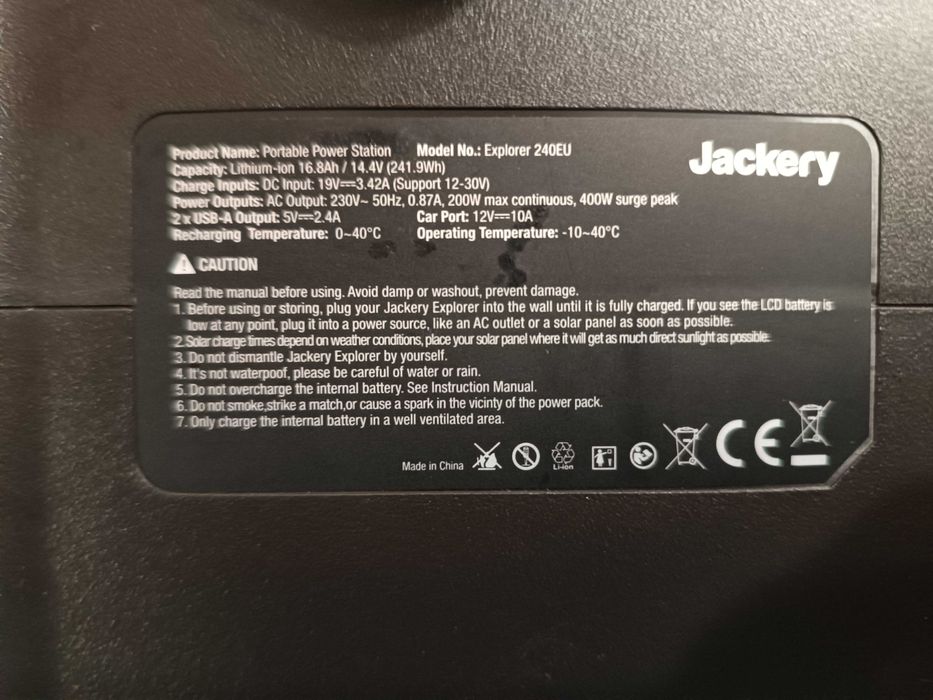 Jackery
Product Name: Portable Power Station Model No.: Explorer 240EU
Capacity: Lithium-ion 16.8Ah / 14.4V (241.9Wh)
Charge Inputs: DC Input: 19V⎓3.42A (Support 12-30V)
Power Outputs: AC Output: 230V~ 50Hz, 0.87A, 200W max continuous, 400W surge peak
2 x USB-A Output: 5V⎓2.4A Car Port: 12V⎓10A
Recharging Temperature: 0~40°C Operating Temperature: -10~40°C
CAUTION
Read the manual before using. Avoid damp or washout, prevent damage.
1. Before using or storing, plug your Jackery Explorer into the wall until it is fully charged. If you see the LCD battery is
low at any point, plug it into a power source, like an AC outlet or a solar panel as soon as possible.
2.Solar charge times depend on weather conditions, place your solar panel where it will get as much direct sunlight as possible.
3. Do not dismantle Jackery Explorer by yourself.
4. It's not waterpoof, please be careful of water or rain.
5. Do not overcharge the internal battery. See Instruction Manual.
6. Do not smoke,strike a match,or cause a spark in the vicinty of the power pack.
7. Only charge the internal battery in a well ventilated area.
Made in China
Li-ion
CE